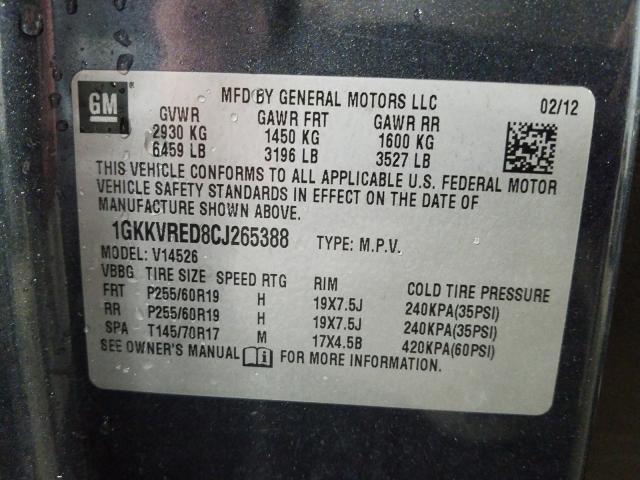 GM
MFD BY GENERAL MOTORS LLC 02/12
GVWR GAWR FRT GAWR RR
2930 KG 1450 KG 1600 KG
6459 LB 3196 LB 3527 LB
THIS VEHICLE CONFORMS TO ALL APPLICABLE U.S. FEDERAL MOTOR
VEHICLE SAFETY STANDARDS IN EFFECT ON THE DATE OF
MANUFACTURE SHOWN ABOVE.
1GKKVRED8CJ265388 TYPE: M.P.V.
MODEL: V14526
VBBG TIRE SIZE SPEED RTG RIM COLD TIRE PRESSURE
FRT P255/60R19 H 19X7.5J 240KPA(35PSI)
RR P255/60R19 H 19X7.5J 240KPA(35PSI)
SPA T145/70R17 M 17X4.5B 420KPA(60PSI)
SEE OWNER'S MANUAL FOR MORE INFORMATION.